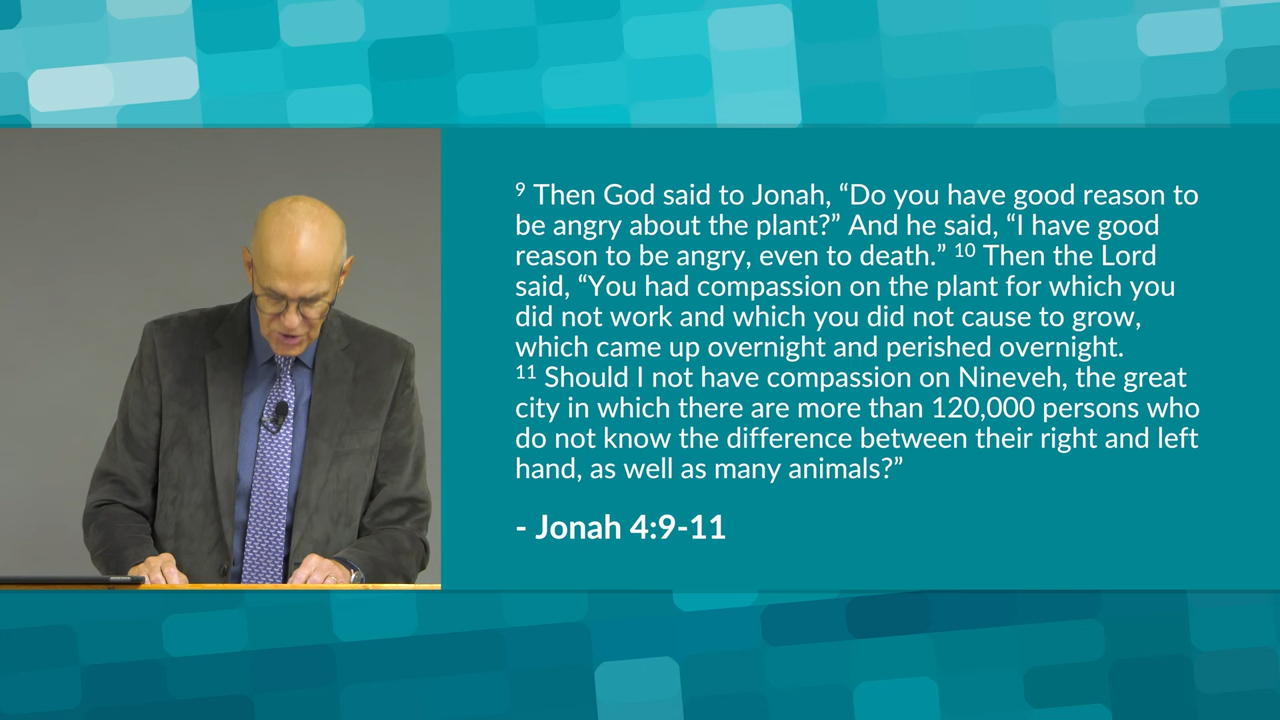 ⁹ Then God said to Jonah, “Do you have good reason to
be angry about the plant?” And he said, “I have good
reason to be angry, even to death.” ¹⁰ Then the Lord
said, “You had compassion on the plant for which you
did not work and which you did not cause to grow,
which came up overnight and perished overnight.
¹¹ Should I not have compassion on Nineveh, the great
city in which there are more than 120,000 persons who
do not know the difference between their right and left
hand, as well as many animals?”
- Jonah 4:9-11